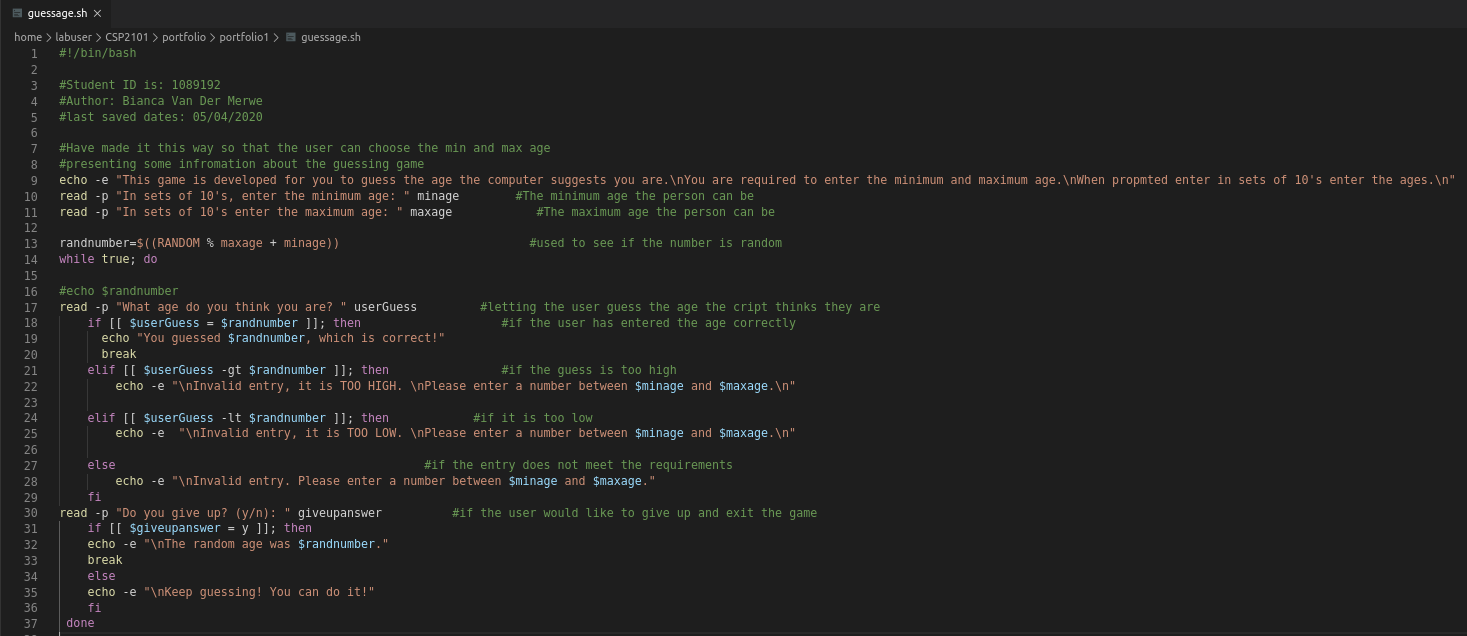 guessage.sh ×
home > labuser > CSP2101 > portfolio > portfolio1 > guessage.sh
1 #!/bin/bash
2
3 #Student ID is: 1089192
4 #Author: Bianca Van Der Merwe
5 #last saved dates: 05/04/2020
6
7 #Have made it this way so that the user can choose the min and max age
8 #presenting some infromation about the guessing game
9 echo -e "This game is developed for you to guess the age the computer suggests you are.\nYou are required to enter the minimum and maximum age.\nWhen propmted enter in sets of 10's enter the ages.\n"
10 read -p "In sets of 10's, enter the minimum age: " minage        #The minimum age the person can be
11 read -p "In sets of 10's enter the maximum age: " maxage            #The maximum age the person can be
12
13 randnumber=$((RANDOM % maxage + minage))                           #used to see if the number is random
14 while true; do
15
16 #echo $randnumber
17 read -p "What age do you think you are? " userGuess         #letting the user guess the age the cript thinks they are
18     if [[ $userGuess = $randnumber ]]; then                    #if the user has entered the age correctly
19       echo "You guessed $randnumber, which is correct!"
20       break
21     elif [[ $userGuess -gt $randnumber ]]; then                #if the guess is too high
22         echo -e "\nInvalid entry, it is TOO HIGH. \nPlease enter a number between $minage and $maxage.\n"
23
24     elif [[ $userGuess -lt $randnumber ]]; then            #if it is too low
25         echo -e  "\nInvalid entry, it is TOO LOW. \nPlease enter a number between $minage and $maxage.\n"
26
27     else                                            #if the entry does not meet the requirements
28         echo -e "\nInvalid entry. Please enter a number between $minage and $maxage."
29     fi
30 read -p "Do you give up? (y/n): " giveupanswer          #if the user would like to give up and exit the game
31     if [[ $giveupanswer = y ]]; then
32     echo -e "\nThe random age was $randnumber."
33     break
34     else
35     echo -e "\nKeep guessing! You can do it!"
36     fi
37  done